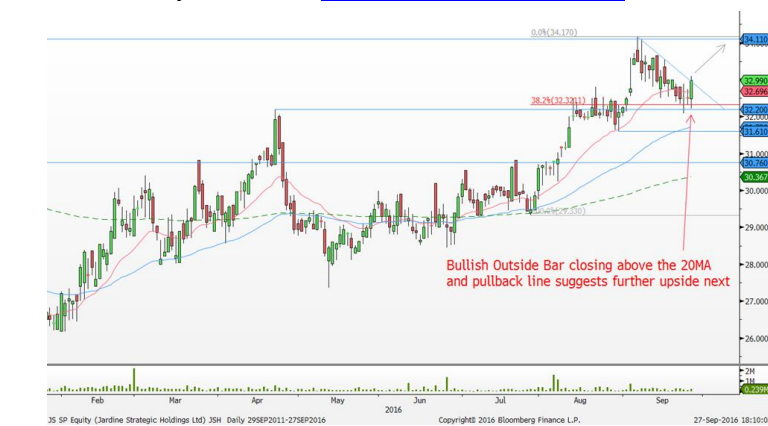 0.0%(34.170)
34.110
32.990
32.696
38.2%(32.3211)
32.200
32.000
31.610
31.000
30.760
30.367
30.000
29.000
28.000
27.000
26.000
Bullish Outside Bar closing above the 20MA
and pullback line suggests further upside next
2M
1M
0.239M
Feb Mar Apr May Jun Jul Aug Sep
2016
JS SP Equity (Jardine Strategic Holdings Ltd) JSH Daily 29SEP2011-27SEP2016 Copyright© 2016 Bloomberg Finance L.P. 27-Sep-2016 18:10:0